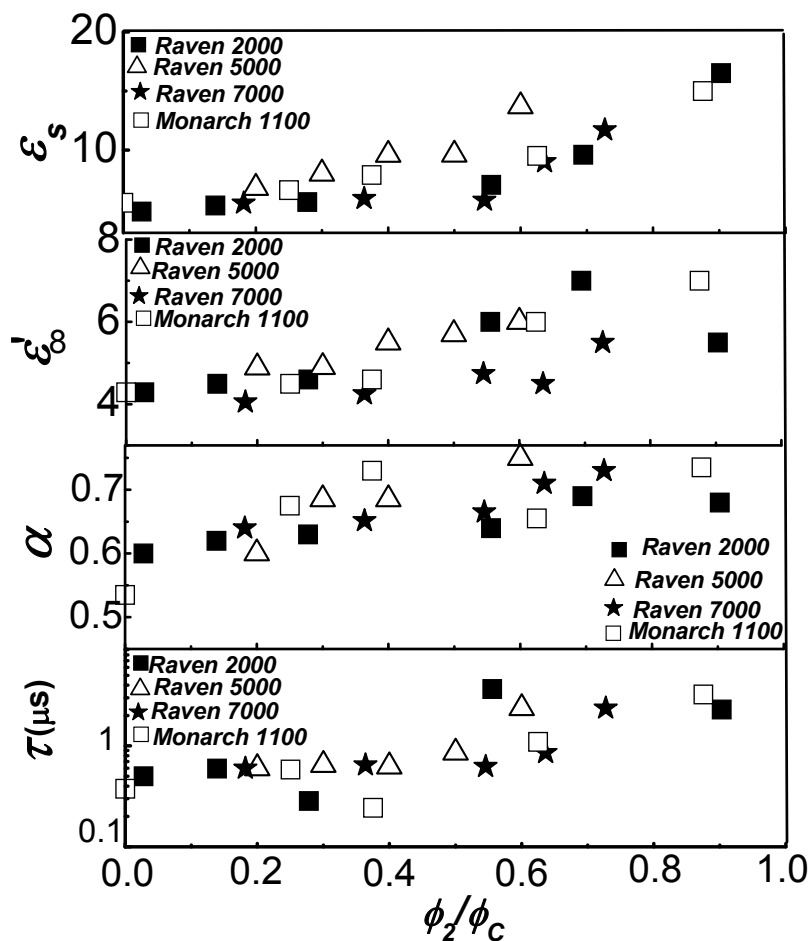 20
■ Raven 2000
△ Raven 5000
★ Raven 7000
□ Monarch 1100
10
εs
8
8
■ Raven 2000
△ Raven 5000
★ Raven 7000
□ Monarch 1100
6
ε'∞
4
0.7
α
0.6
0.5
■ Raven 2000
△ Raven 5000
★ Raven 7000
□ Monarch 1100
■ Raven 2000
△ Raven 5000
★ Raven 7000
□ Monarch 1100
τ(μs)
1
0.1
0.0 0.2 0.4 0.6 0.8 1.0
ϕ2/ϕC